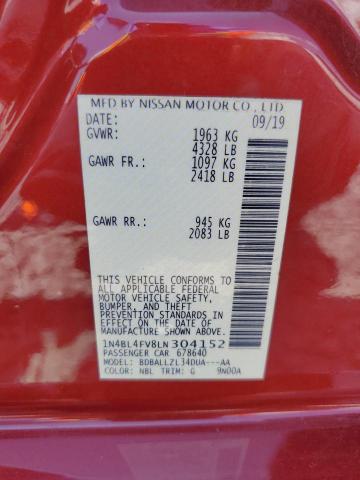 MFD BY NISSAN MOTOR CO., LTD.
DATE: 09/19
GVWR: 1963 KG
4328 LB
GAWR FR: 1097 KG
2418 LB
GAWR RR: 945 KG
2083 LB
THIS VEHICLE CONFORMS TO
ALL APPLICABLE FEDERAL
MOTOR VEHICLE SAFETY,
BUMPER, AND THEFT
PREVENTION STANDARDS
IN EFFECT ON THE DATE OF
MANUFACTURE SHOWN ABOVE.
1N4BL4FV8LN304152
PASSENGER CAR 678640
MODEL: BDBALLZL34DUA---AA
COLOR: NBL TRIM: G 9N00A